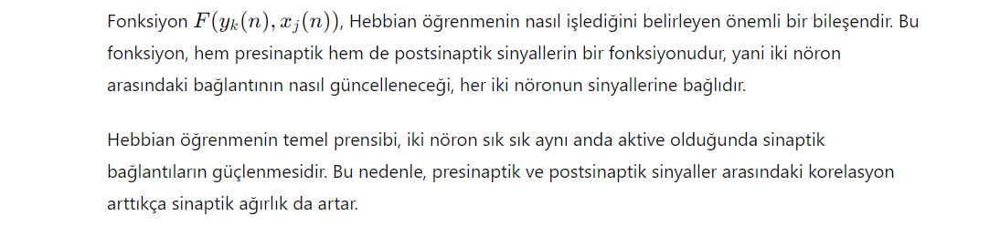 Fonksiyon F(yₖ(n), xⱼ(n)), Hebbian öğrenmenin nasıl işlediğini belirleyen önemli bir bileşendir. Bu
fonksiyon, hem presinaptik hem de postsinaptik sinyallerin bir fonksiyonudur, yani iki nöron
arasındaki bağlantının nasıl güncelleneceği, her iki nöronun sinyallerine bağlıdır.
Hebbian öğrenmenin temel prensibi, iki nöron sık sık aynı anda aktive olduğunda sinaptik
bağlantıların güçlenmesidir. Bu nedenle, presinaptik ve postsinaptik sinyaller arasındaki korelasyon
arttıkça sinaptik ağırlık da artar.